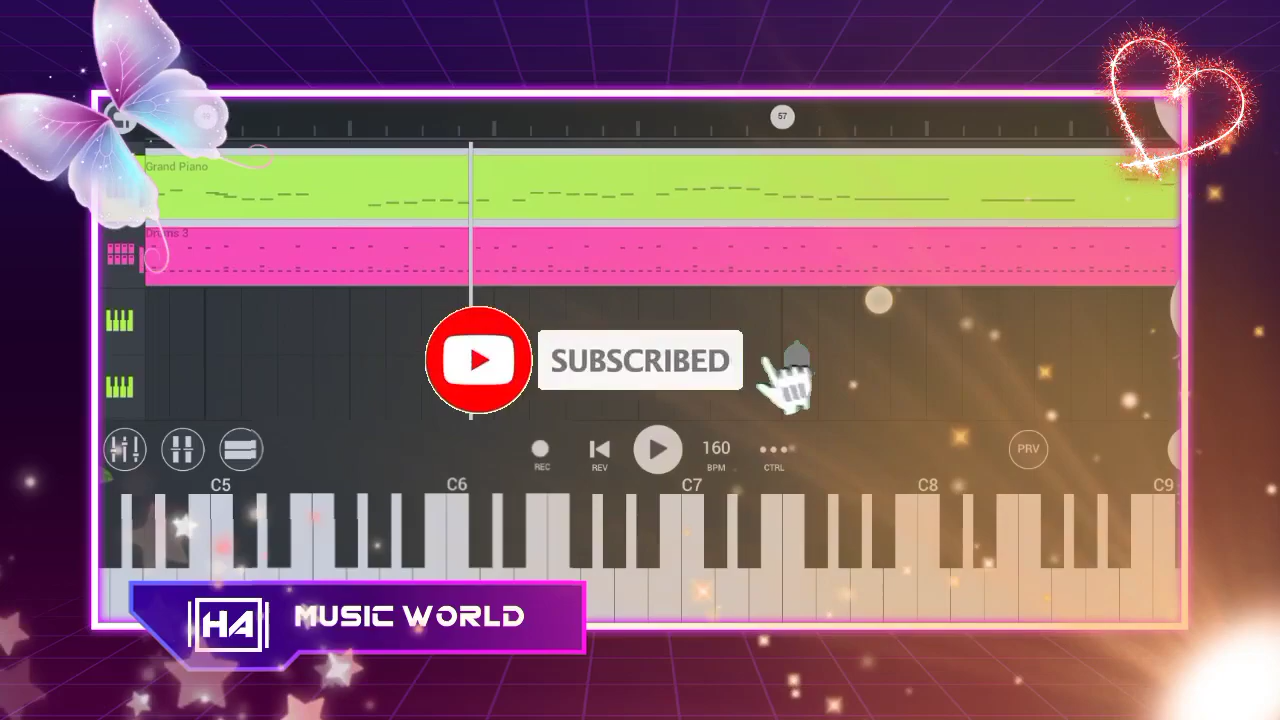 57
Grand Piano
Drums 3
SUBSCRIBED
160
REC
REV
BPM
CTRL
PRV
C5
C6
C7
C8
C9
HA
MUSIC WORLD